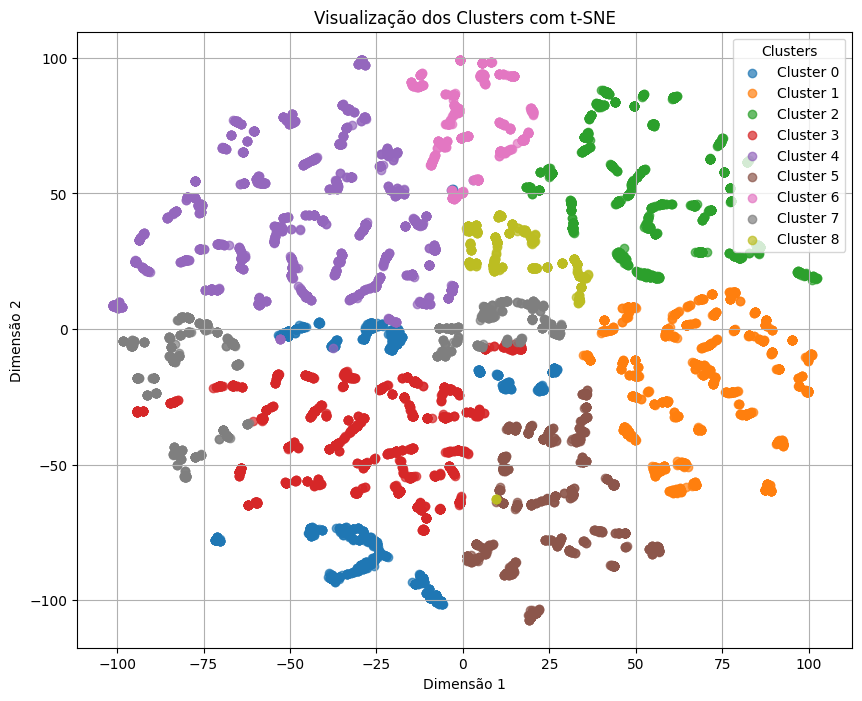 Visualização dos Clusters com t-SNE
Clusters
Cluster 0
Cluster 1
Cluster 2
Cluster 3
Cluster 4
Cluster 5
Cluster 6
Cluster 7
Cluster 8
Dimensão 2
100
50
0
−50
−100
−100 −75 −50 −25 0 25 50 75 100
Dimensão 1